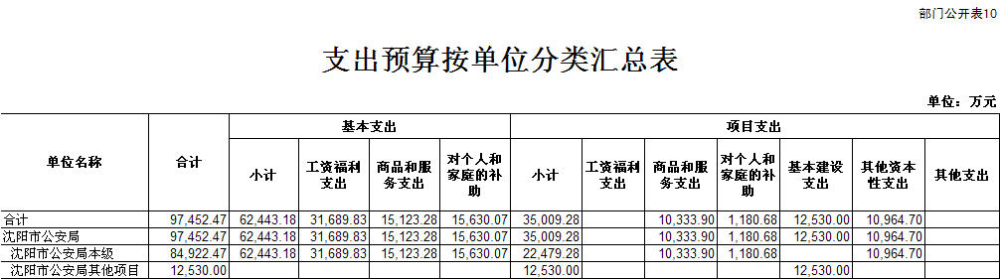 部门公开表10
支出预算按单位分类汇总表
单位：万元
单位名称 合计 基本支出 项目支出
小计 工资福利支出 商品和服务支出 对个人和家庭的补助 小计 工资福利支出 商品和服务支出 对个人和家庭的补助 基本建设支出 其他资本性支出 其他支出
合计 97,452.47 62,443.18 31,689.83 15,123.28 15,630.07 35,009.28 10,333.90 1,180.68 12,530.00 10,964.70
沈阳市公安局 97,452.47 62,443.18 31,689.83 15,123.28 15,630.07 35,009.28 10,333.90 1,180.68 12,530.00 10,964.70
沈阳市公安局本级 84,922.47 62,443.18 31,689.83 15,123.28 15,630.07 22,479.28 10,333.90 1,180.68 10,964.70
沈阳市公安局其他项目 12,530.00 12,530.00 12,530.00